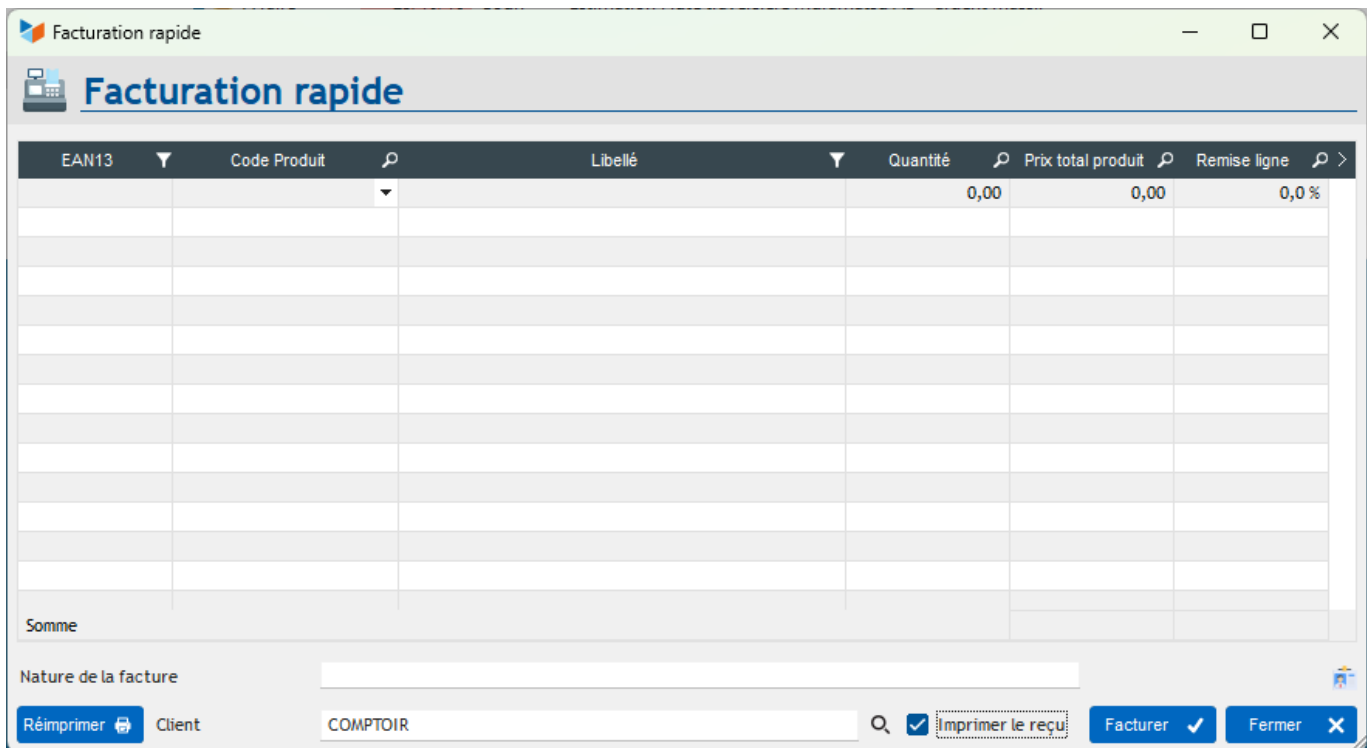 Facturation rapide
Facturation rapide
EAN13 Code Produit Libellé Quantité Prix total produit Remise ligne
0,00 0,00 0,0 %
Somme
Nature de la facture
Réimprimer Client COMPTOIR Imprimer le reçu Facturer Fermer